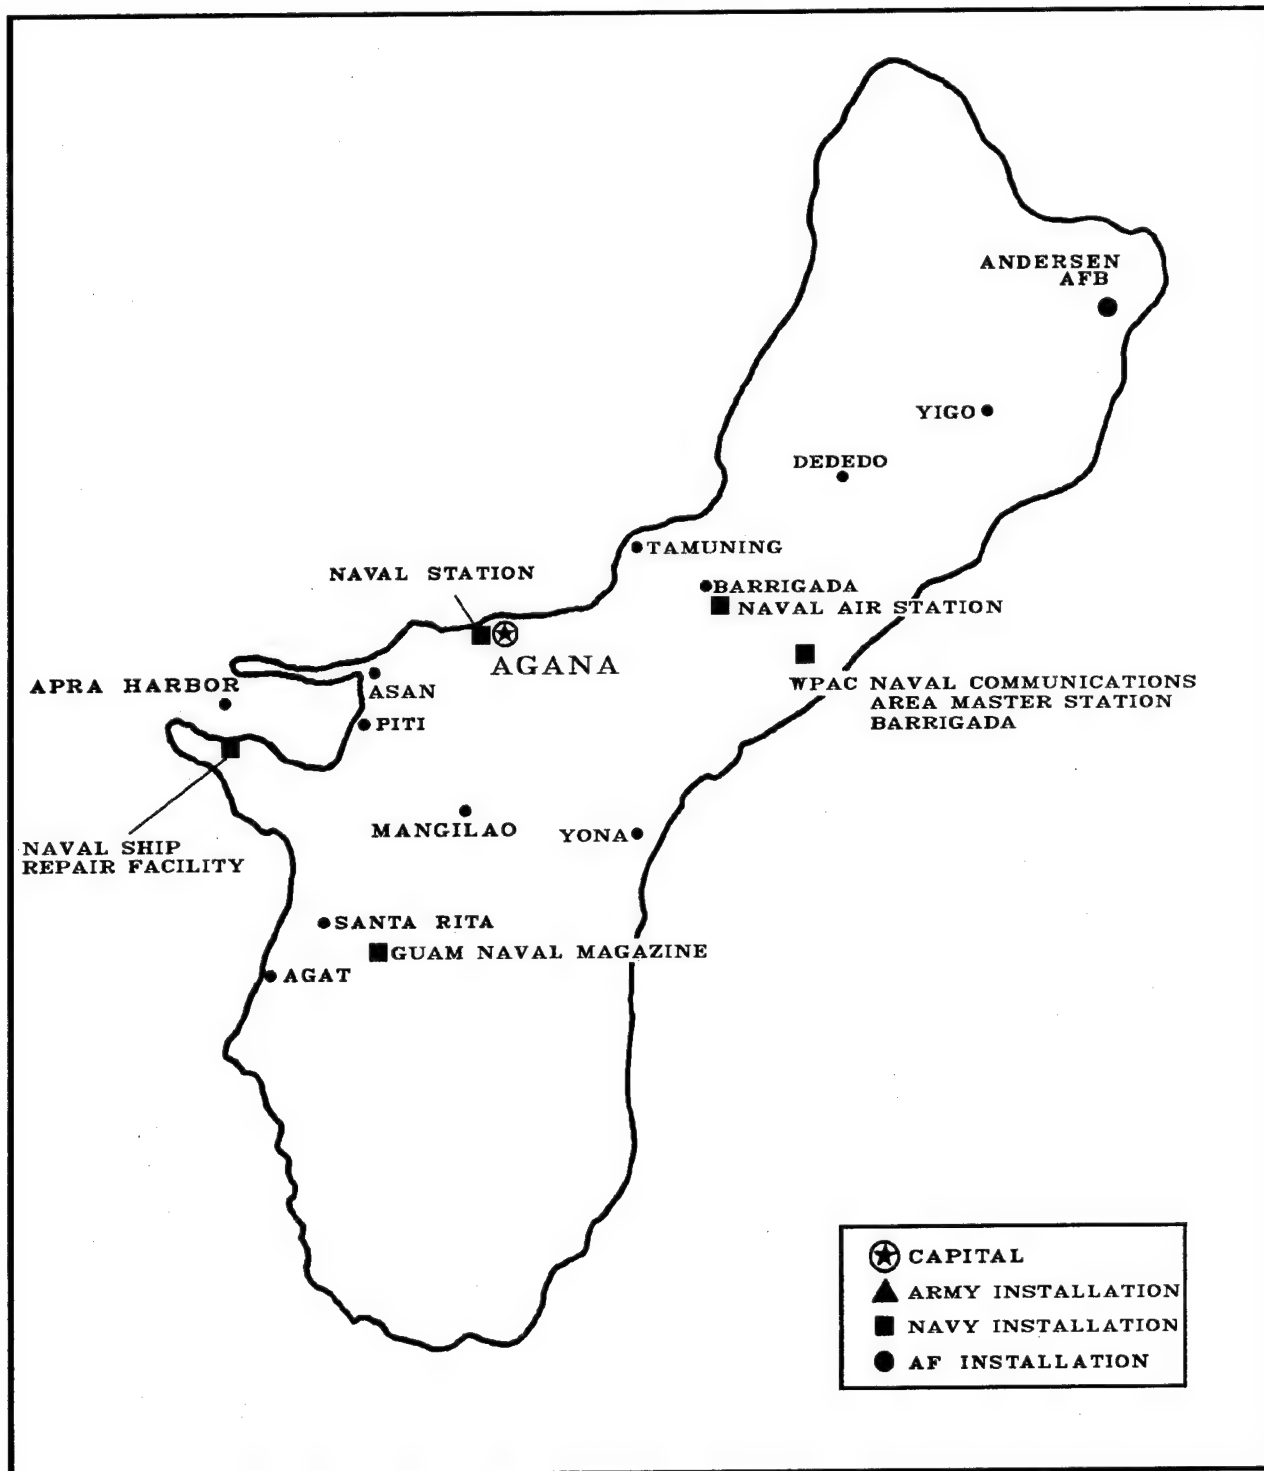 ANDERSEN
AFB
YIGO
DEDEDO
TAMUNING
NAVAL STATION
BARRIGADA
NAVAL AIR STATION
AGANA
APRA HARBOR
ASAN
WPAC NAVAL COMMUNICATIONS
AREA MASTER STATION
BARRIGADA
PITI
MANGILAO
YONA
NAVAL SHIP
REPAIR FACILITY
SANTA RITA
GUAM NAVAL MAGAZINE
AGAT
CAPITAL
ARMY INSTALLATION
NAVY INSTALLATION
AF INSTALLATION